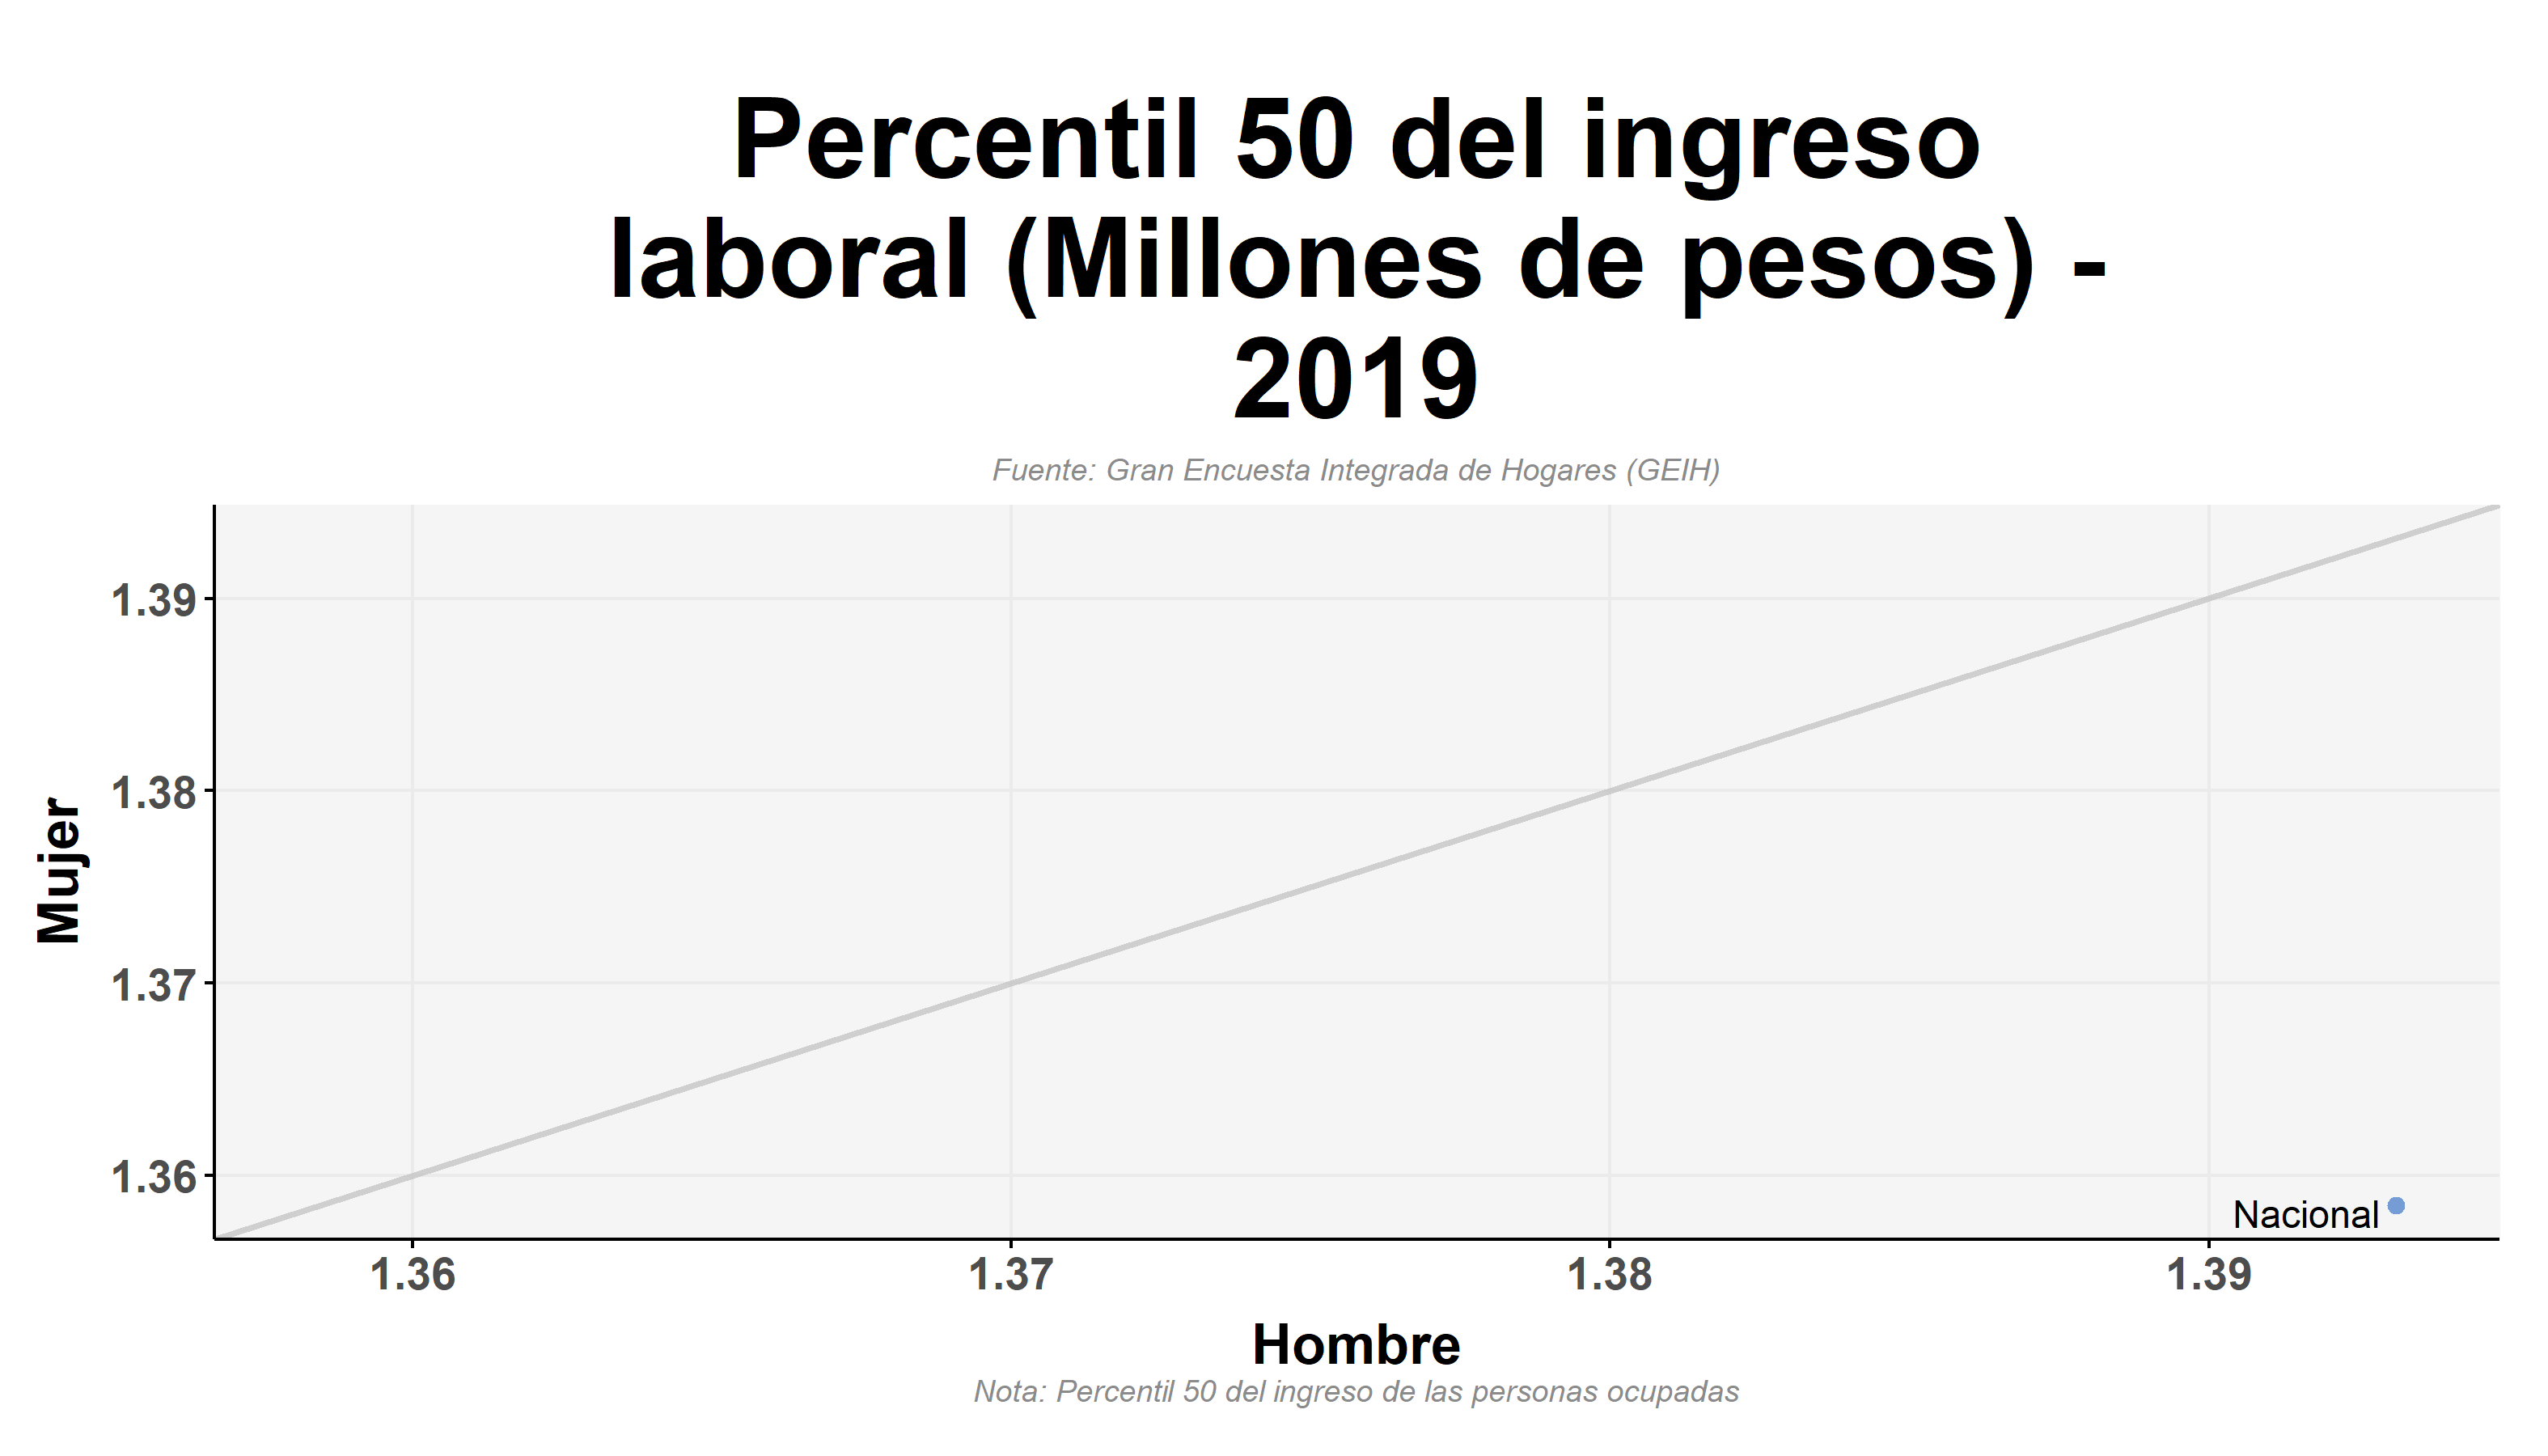 Percentil 50 del ingreso
laboral (Millones de pesos) -
2019
Fuente: Gran Encuesta Integrada de Hogares (GEIH)
1.39
1.38
1.37
1.36
Mujer
Nacional
1.36 1.37 1.38 1.39
Hombre
Nota: Percentil 50 del ingreso de las personas ocupadas